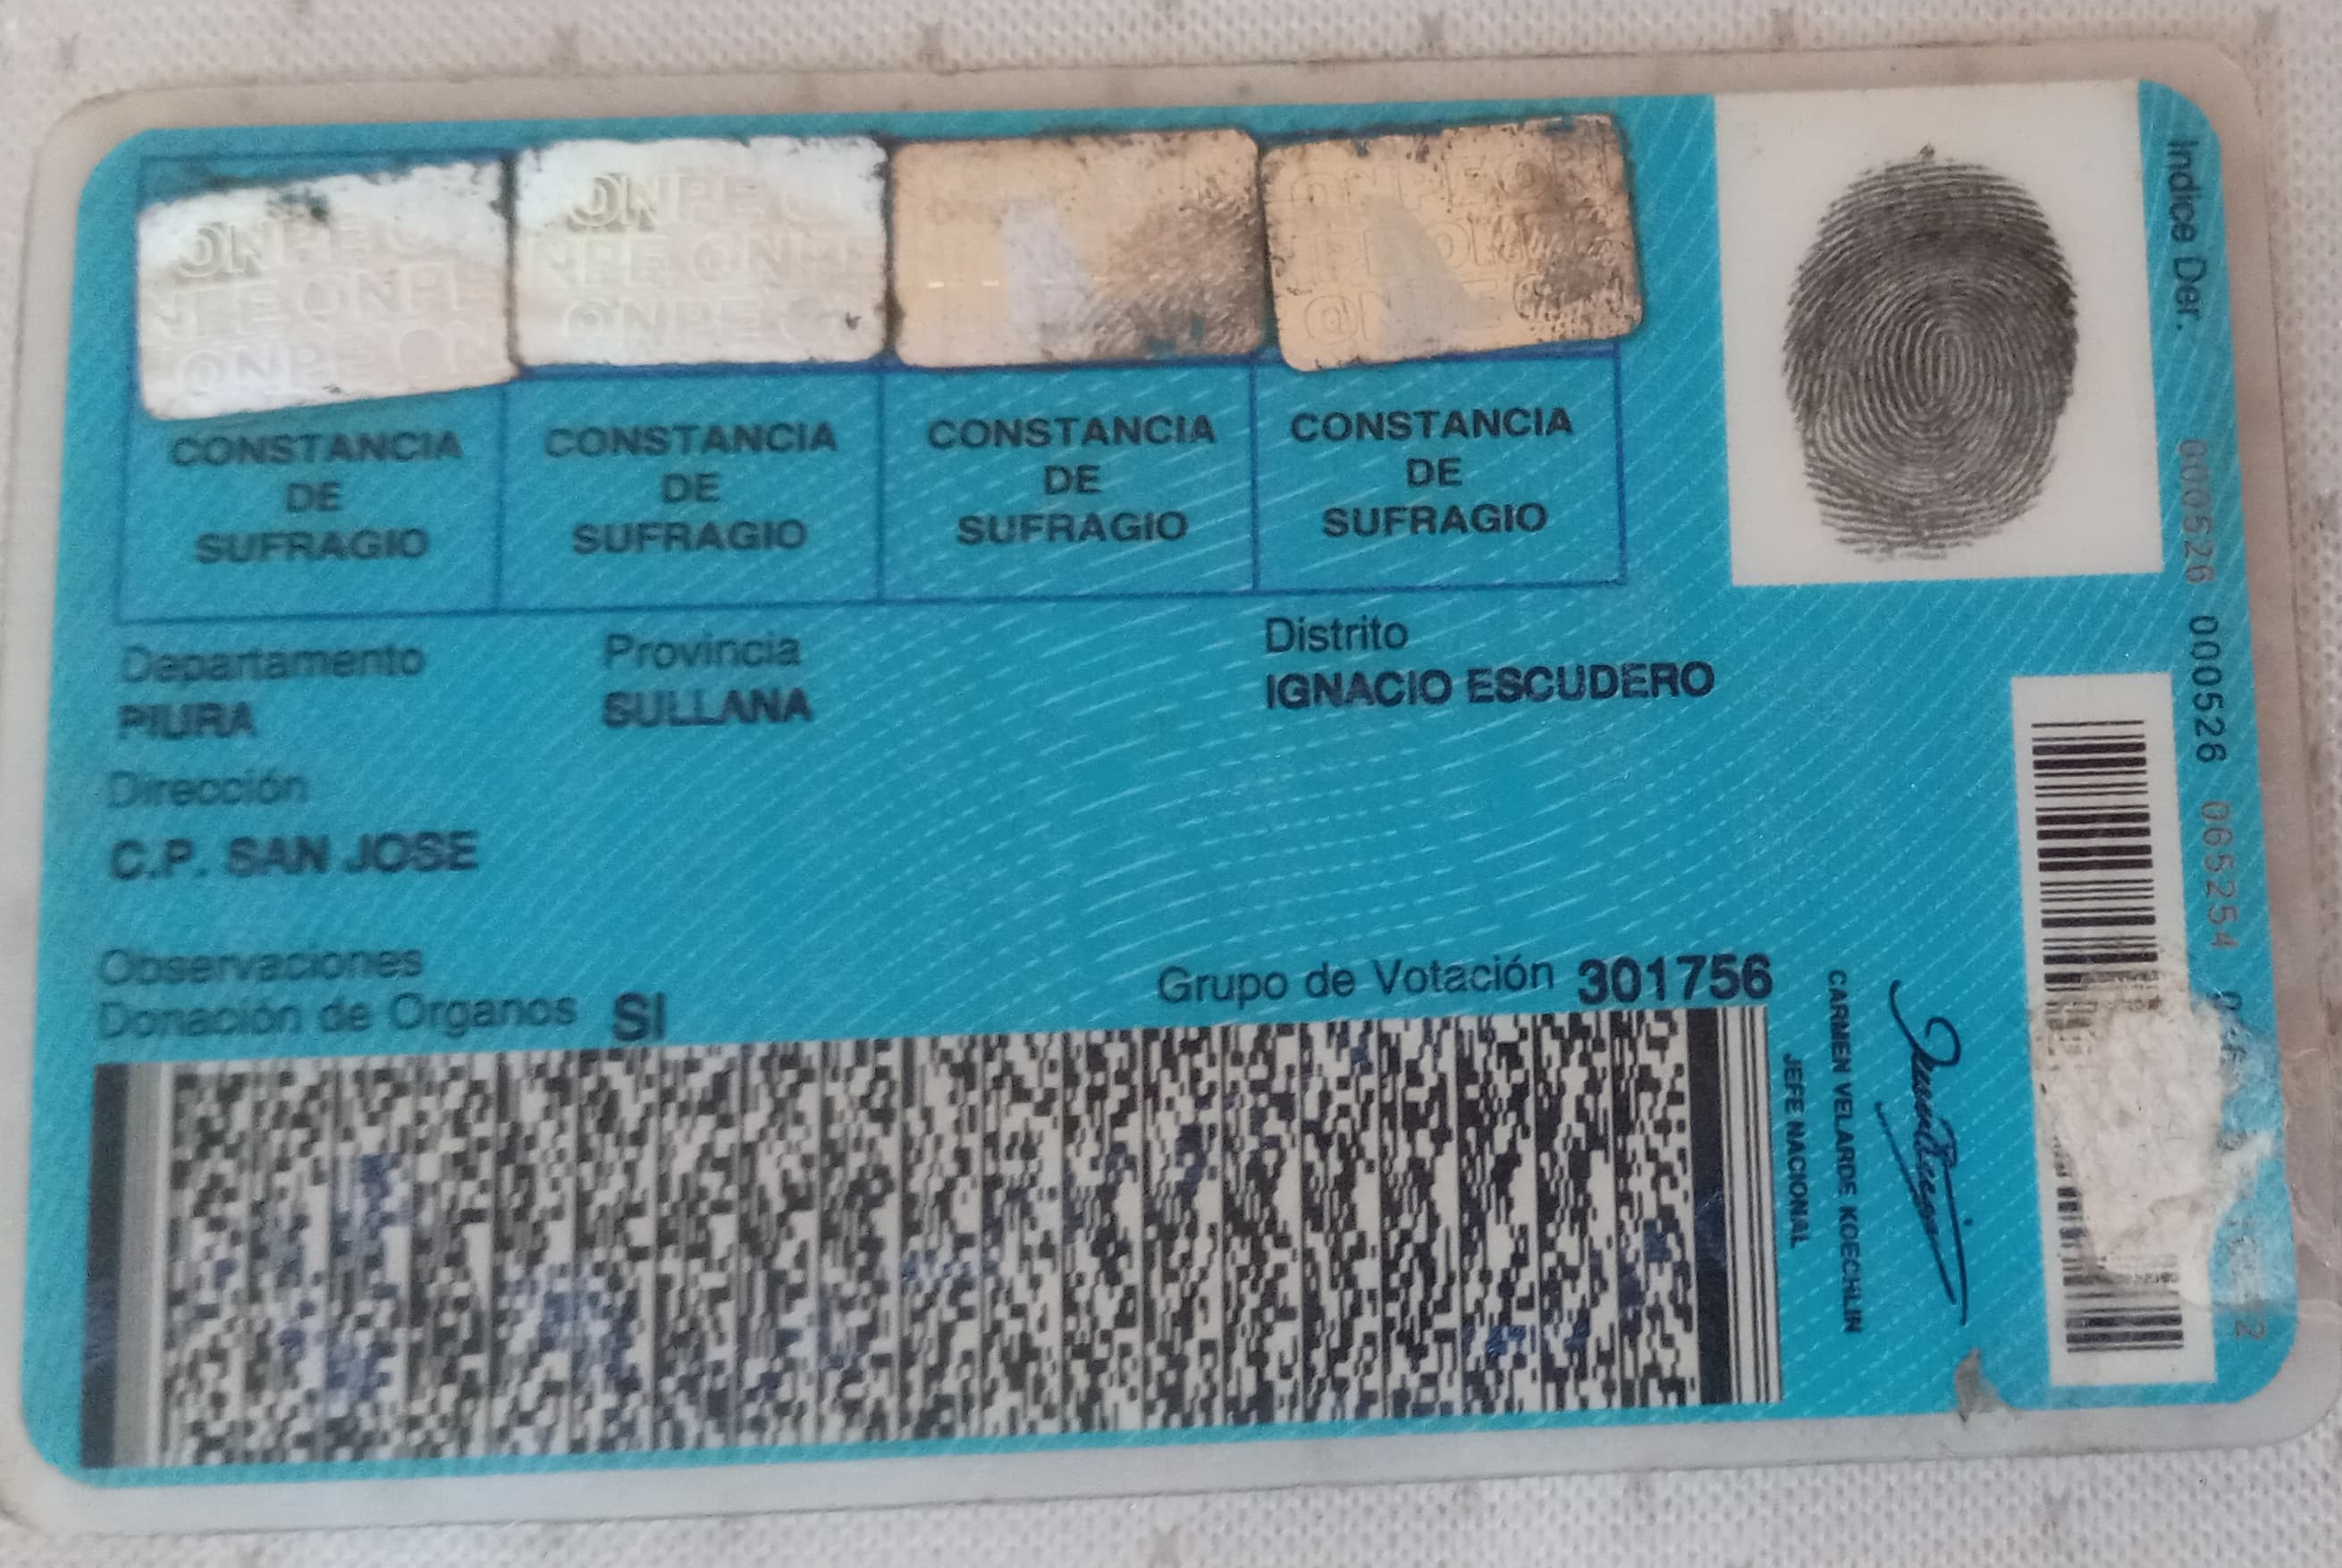 ONPE
ONPE ONPE
ONPE
ONPE
ONPE
ONPE
CONSTANCIA
DE
SUFRAGIO
CONSTANCIA
DE
SUFRAGIO
CONSTANCIA
DE
SUFRAGIO
CONSTANCIA
DE
SUFRAGIO
Indice Der.
000526 000526 065254
Departamento
PIURA
Provincia
SULLANA
Distrito
IGNACIO ESCUDERO
Dirección
C.P. SAN JOSE
Observaciones
Donación de Organos SI
Grupo de Votación 301756
CARMEN VELARDE KOECHLIN
JEFE NACIONAL